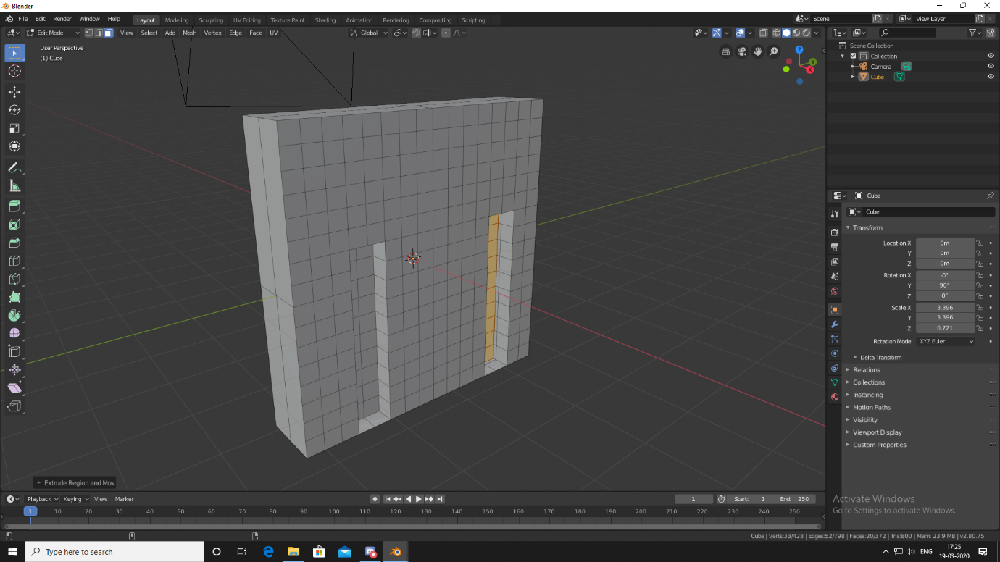 Blender
File Edit Render Window Help
Layout Modeling Sculpting UV Editing Texture Paint Shading Animation Rendering Compositing Scripting +
Scene
View Layer
Edit Mode View Select Add Mesh Vertex Edge Face UV
Global
User Perspective
(1) Cube
Z
Y
X
Scene Collection
Collection
Camera
Cube
Cube
Cube
Transform
Location X 0m
Y 0m
Z 0m
Rotation X -0°
Y 90°
Z 0°
Scale X 3.396
Y 3.396
Z 0.721
Rotation Mode XYZ Euler
Delta Transform
Relations
Collections
Instancing
Motion Paths
Visibility
Viewport Display
Custom Properties
Extrude Region and Mov
Playback Keying View Marker
1 Start: 1 End: 250
1 10 20 30 40 50 60 70 80 90 100 110 120 130 140 150 160 170 180 190 200 210 220 230 240 250
Activate Windows
Go to Settings to activate Windows.
Cube | Verts:33/428 | Edges:52/798 | Faces:20/372 | Tris:800 | Mem: 23.9 MB | v2.80.75
Type here to search
ENG
17:25
19-03-2020